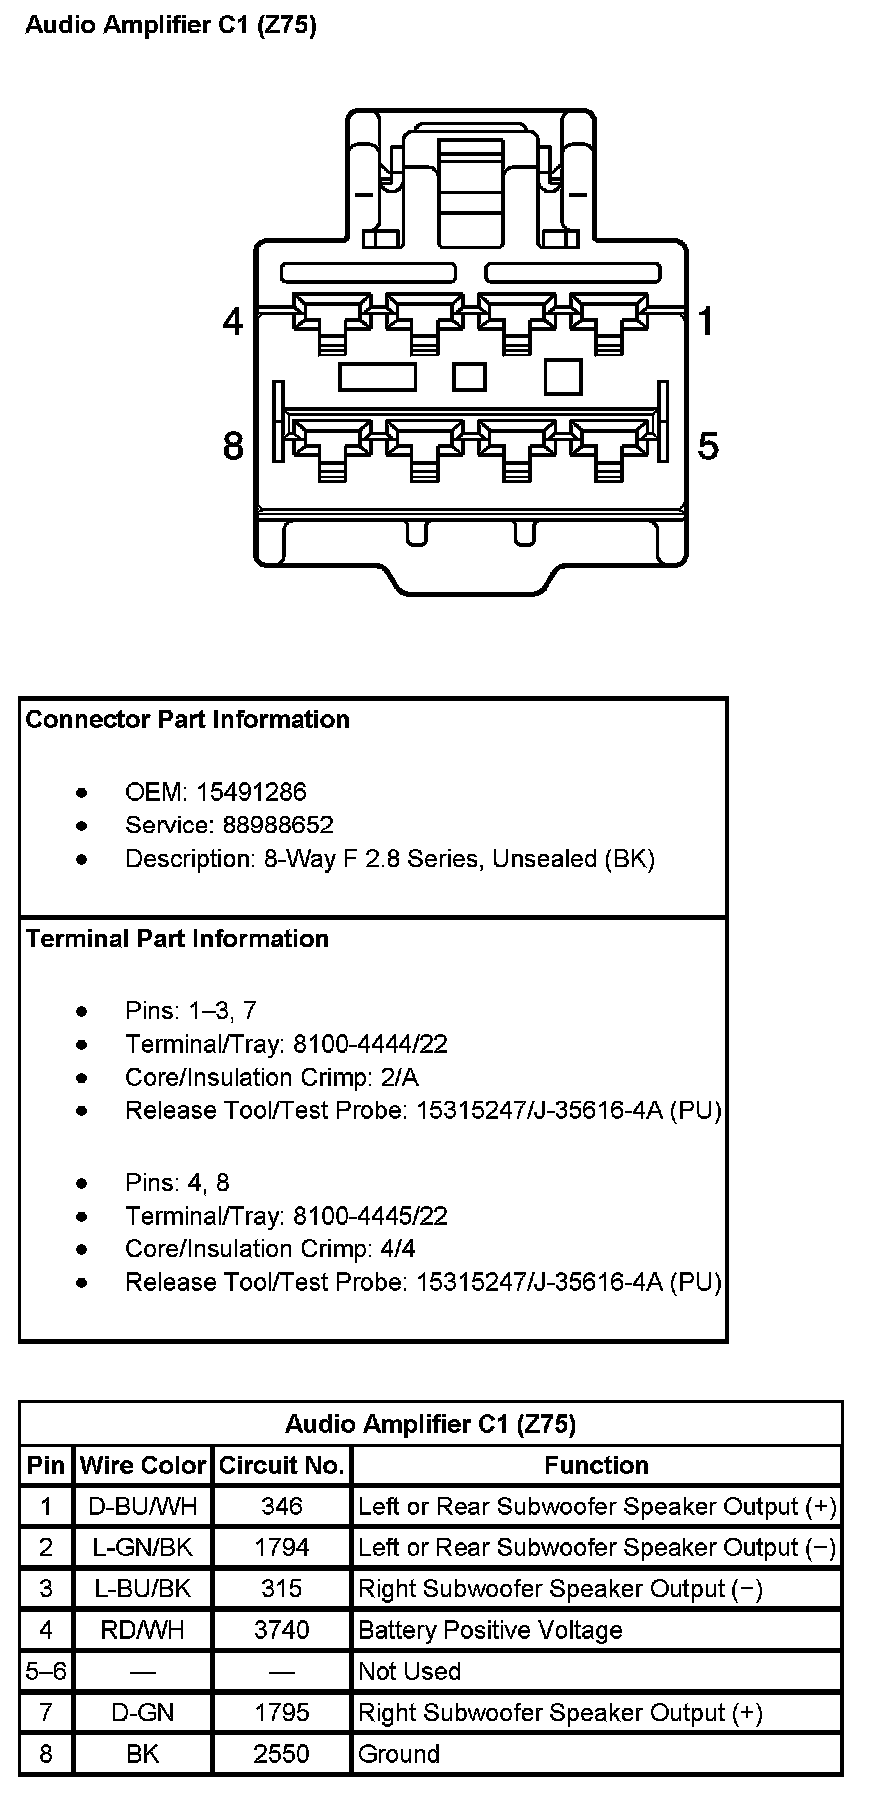 Audio Amplifier C1 (Z75)
4 1
8 5
Connector Part Information
• OEM: 15491286
• Service: 88988652
• Description: 8-Way F 2.8 Series, Unsealed (BK)
Terminal Part Information
• Pins: 1–3, 7
• Terminal/Tray: 8100-4444/22
• Core/Insulation Crimp: 2/A
• Release Tool/Test Probe: 15315247/J-35616-4A (PU)
• Pins: 4, 8
• Terminal/Tray: 8100-4445/22
• Core/Insulation Crimp: 4/4
• Release Tool/Test Probe: 15315247/J-35616-4A (PU)
Audio Amplifier C1 (Z75)
Pin Wire Color Circuit No. Function
1 D-BU/WH 346 Left or Rear Subwoofer Speaker Output (+)
2 L-GN/BK 1794 Left or Rear Subwoofer Speaker Output (−)
3 L-BU/BK 315 Right Subwoofer Speaker Output (−)
4 RD/WH 3740 Battery Positive Voltage
5–6 — — Not Used
7 D-GN 1795 Right Subwoofer Speaker Output (+)
8 BK 2550 Ground